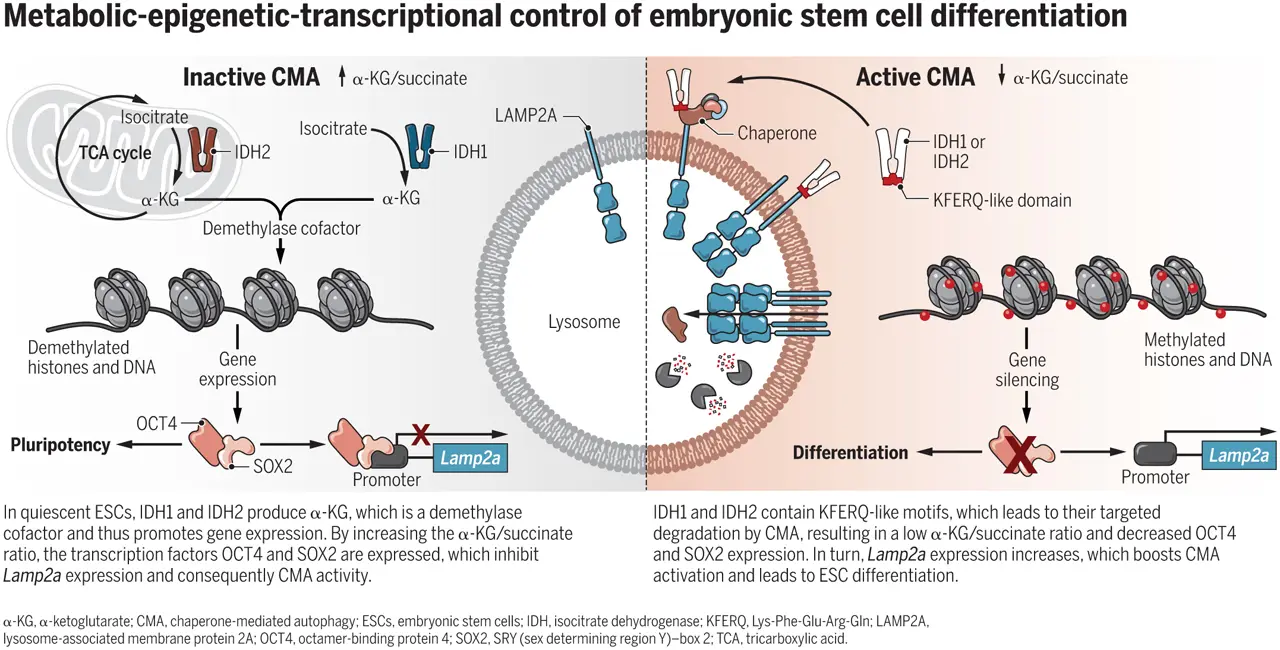 Metabolic-epigenetic-transcriptional control of embryonic stem cell differentiation
Inactive CMA ↑ α-KG/succinate
Isocitrate
TCA cycle
IDH2
α-KG
Isocitrate
IDH1
α-KG
Demethylase cofactor
Demethylated
histones and DNA
Gene
expression
OCT4
Pluripotency
SOX2
X
Promoter
Lamp2a
LAMP2A
Lysosome
Active CMA ↓ α-KG/succinate
Chaperone
IDH1 or
IDH2
KFERQ-like domain
Methylated
histones and DNA
Gene
silencing
Differentiation
X
Promoter
Lamp2a
In quiescent ESCs, IDH1 and IDH2 produce α-KG, which is a demethylase
cofactor and thus promotes gene expression. By increasing the α-KG/succinate
ratio, the transcription factors OCT4 and SOX2 are expressed, which inhibit
Lamp2a expression and consequently CMA activity.
IDH1 and IDH2 contain KFERQ-like motifs, which leads to their targeted
degradation by CMA, resulting in a low α-KG/succinate ratio and decreased OCT4
and SOX2 expression. In turn, Lamp2a expression increases, which boosts CMA
activation and leads to ESC differentiation.
α-KG, α-ketoglutarate; CMA, chaperone-mediated autophagy; ESCs, embryonic stem cells; IDH, isocitrate dehydrogenase; KFERQ, Lys-Phe-Glu-Arg-Gln; LAMP2A,
lysosome-associated membrane protein 2A; OCT4, octamer-binding protein 4; SOX2, SRY (sex determining region Y)–box 2; TCA, tricarboxylic acid.